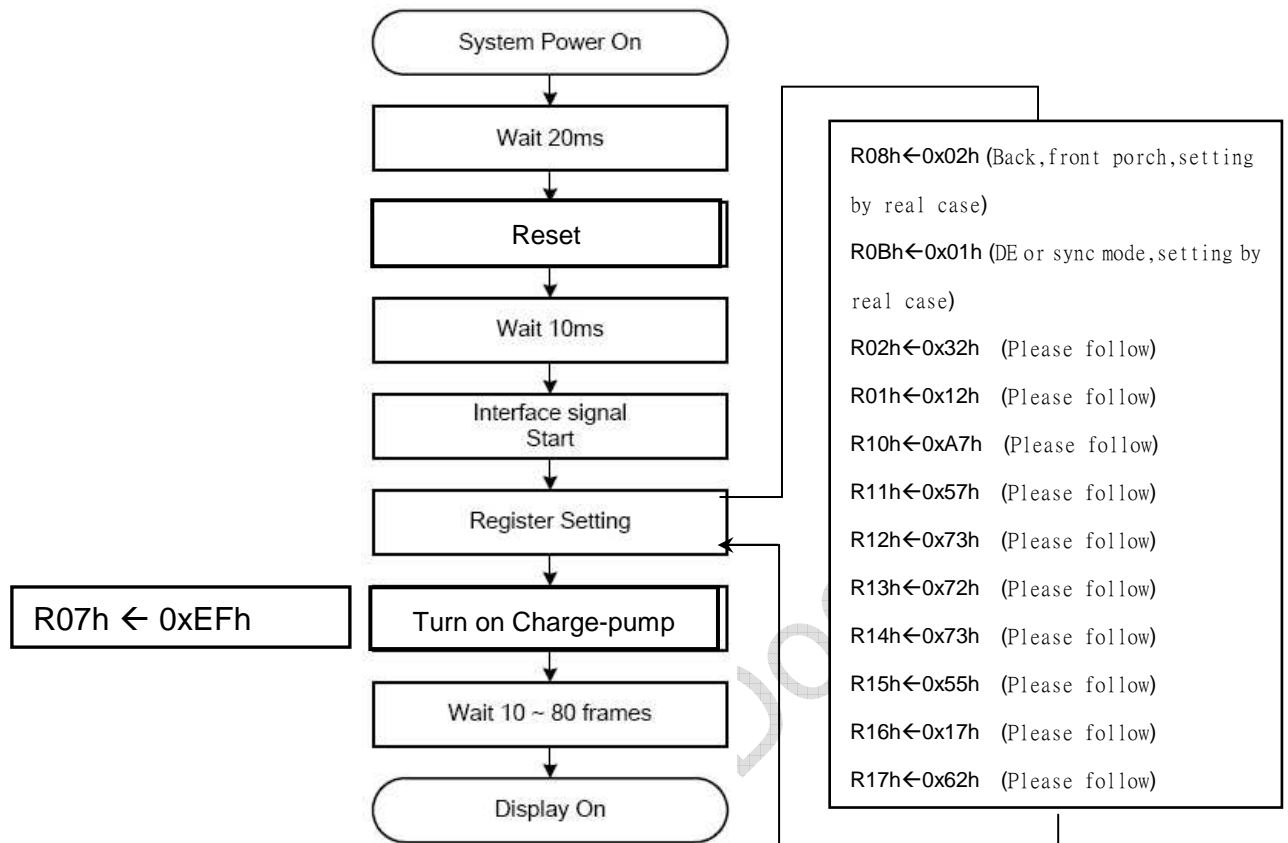 System Power On
Wait 20ms
Reset
Wait 10ms
Interface signal
Start
Register Setting
R07h ← 0xEFh
Turn on Charge-pump
Wait 10 ~ 80 frames
Display On
R08h←0x02h (Back,front porch,setting
by real case)
R0Bh←0x01h (DE or sync mode,setting by
real case)
R02h←0x32h (Please follow)
R01h←0x12h (Please follow)
R10h←0xA7h (Please follow)
R11h←0x57h (Please follow)
R12h←0x73h (Please follow)
R13h←0x72h (Please follow)
R14h←0x73h (Please follow)
R15h←0x55h (Please follow)
R16h←0x17h (Please follow)
R17h←0x62h (Please follow)